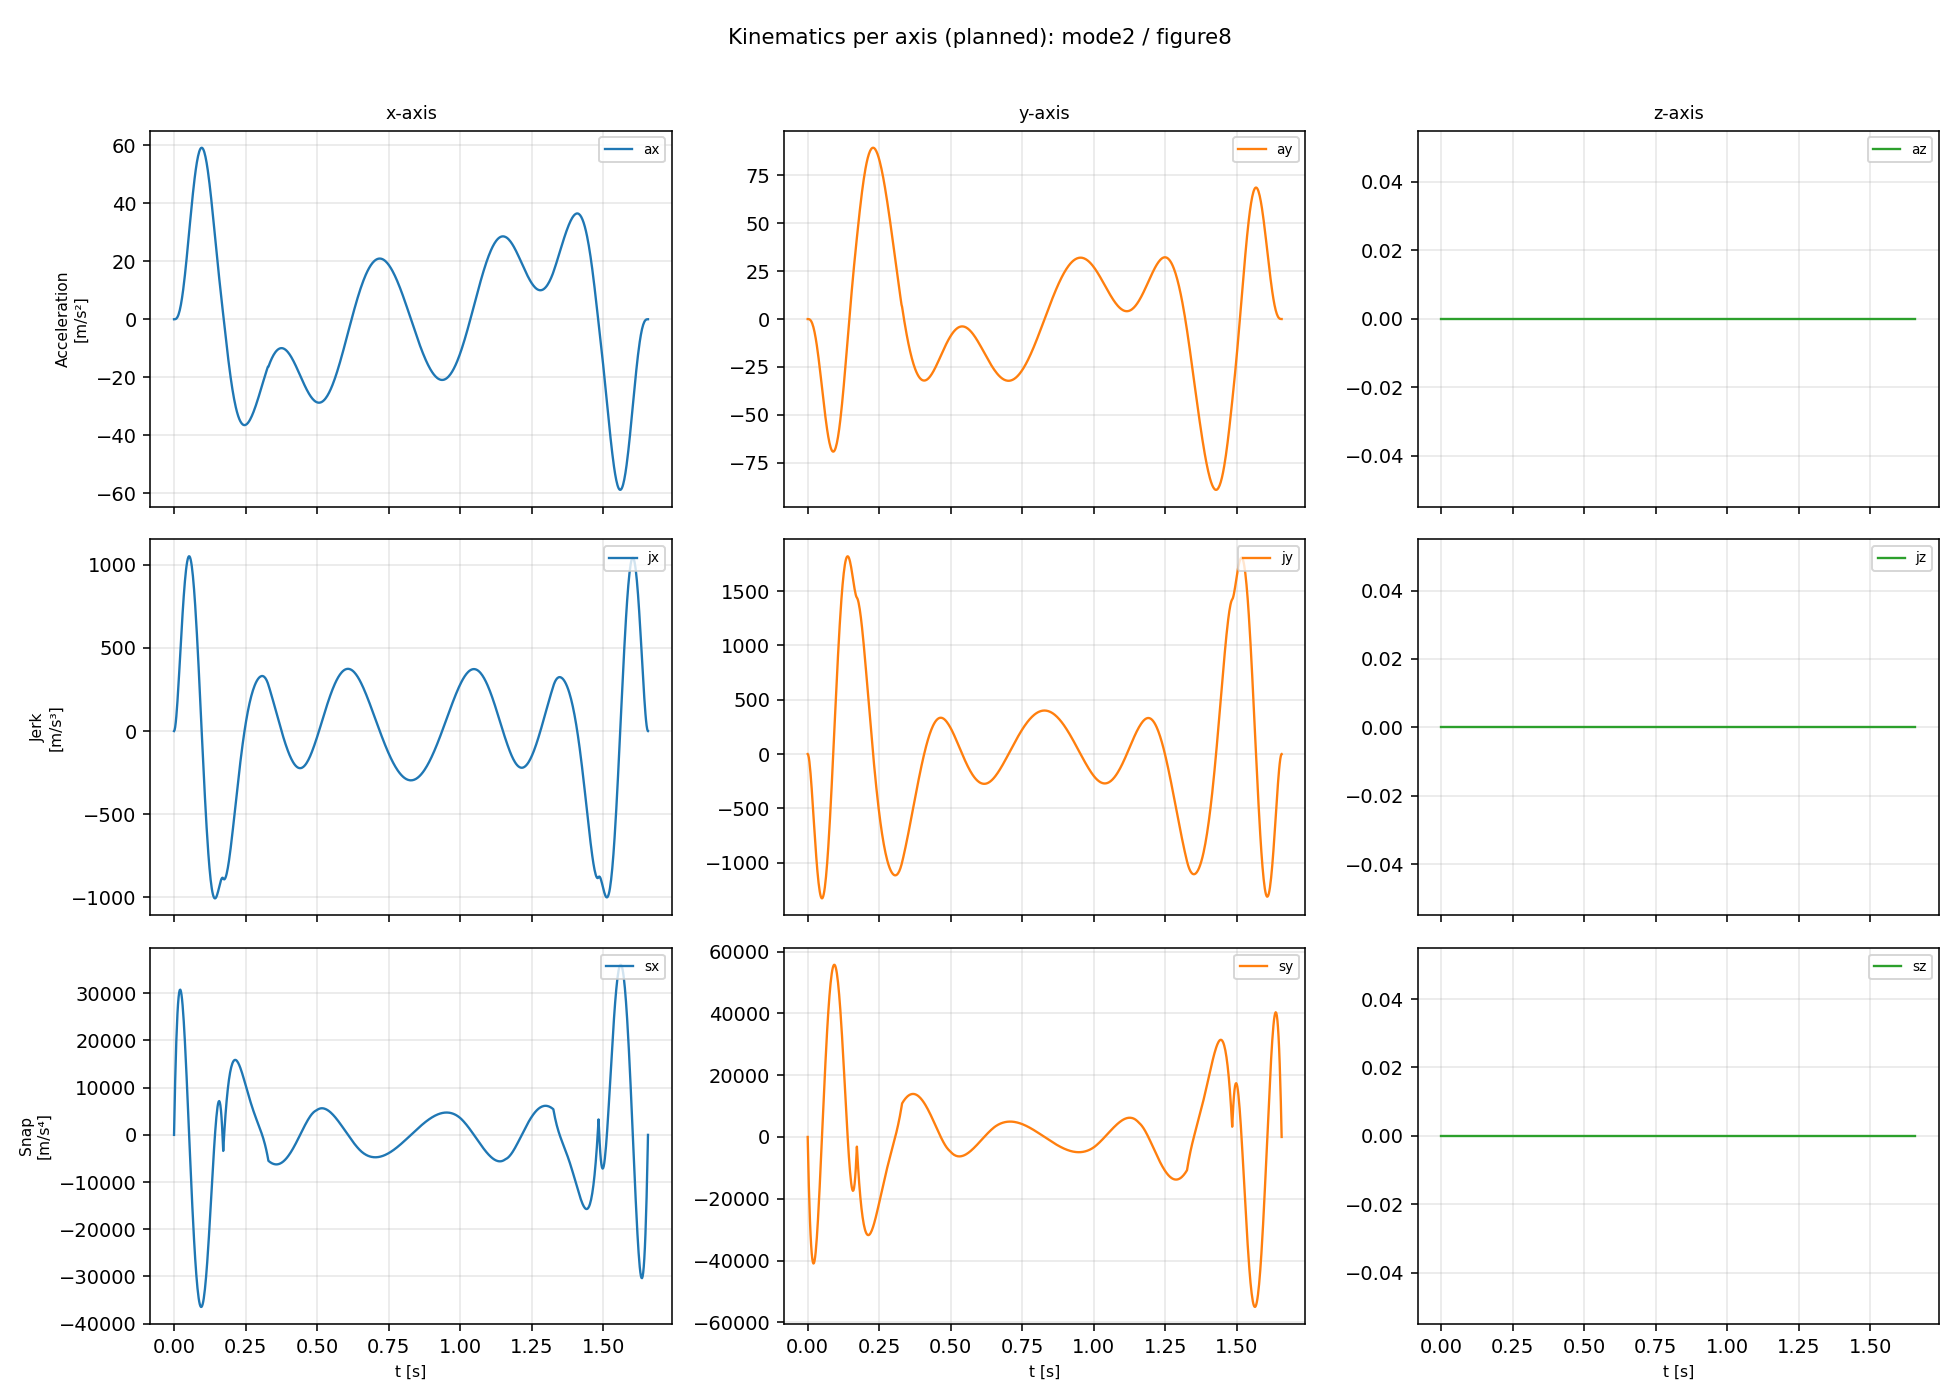 Kinematics per axis (planned): mode2 / figure8
x-axis
y-axis
z-axis
Acceleration
[m/s²]
60
40
20
0
−20
−40
−60
ax
75
50
25
0
−25
−50
−75
ay
0.04
0.02
0.00
−0.02
−0.04
az
Jerk
[m/s³]
1000
500
0
−500
−1000
jx
1500
1000
500
0
−500
−1000
jy
0.04
0.02
0.00
−0.02
−0.04
jz
Snap
[m/s⁴]
30000
20000
10000
0
−10000
−20000
−30000
−40000
sx
0.00 0.25 0.50 0.75 1.00 1.25 1.50
t [s]
60000
40000
20000
0
−20000
−40000
−60000
sy
0.00 0.25 0.50 0.75 1.00 1.25 1.50
t [s]
0.04
0.02
0.00
−0.02
−0.04
sz
0.00 0.25 0.50 0.75 1.00 1.25 1.50
t [s]